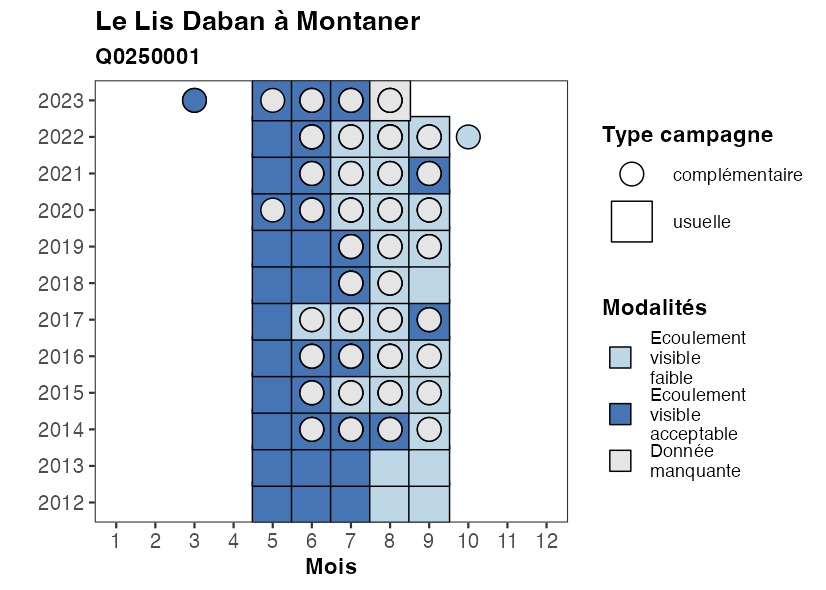 Le Lis Daban à Montaner
Q0250001
2023
2022
2021
2020
2019
2018
2017
2016
2015
2014
2013
2012
1 2 3 4 5 6 7 8 9 10 11 12
Mois
Type campagne
complémentaire
usuelle
Modalités
Ecoulement
visible
faible
Ecoulement
visible
acceptable
Donnée
manquante